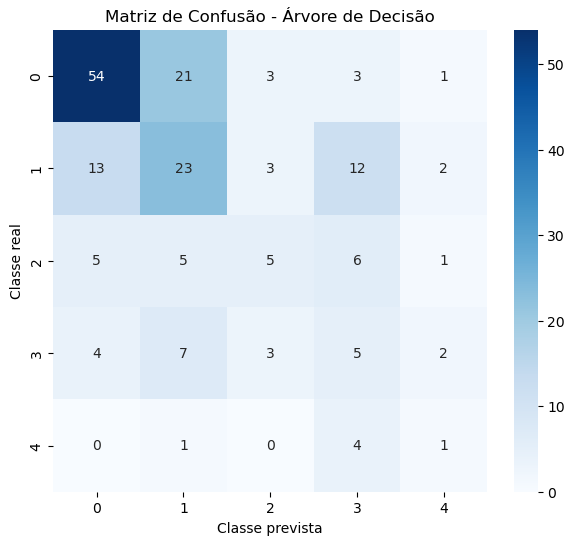 Matriz de Confusão - Árvore de Decisão
Classe real
0 54 21 3 3 1
1 13 23 3 12 2
2 5 5 5 6 1
3 4 7 3 5 2
4 0 1 0 4 1
0 1 2 3 4
Classe prevista
50
40
30
20
10
0